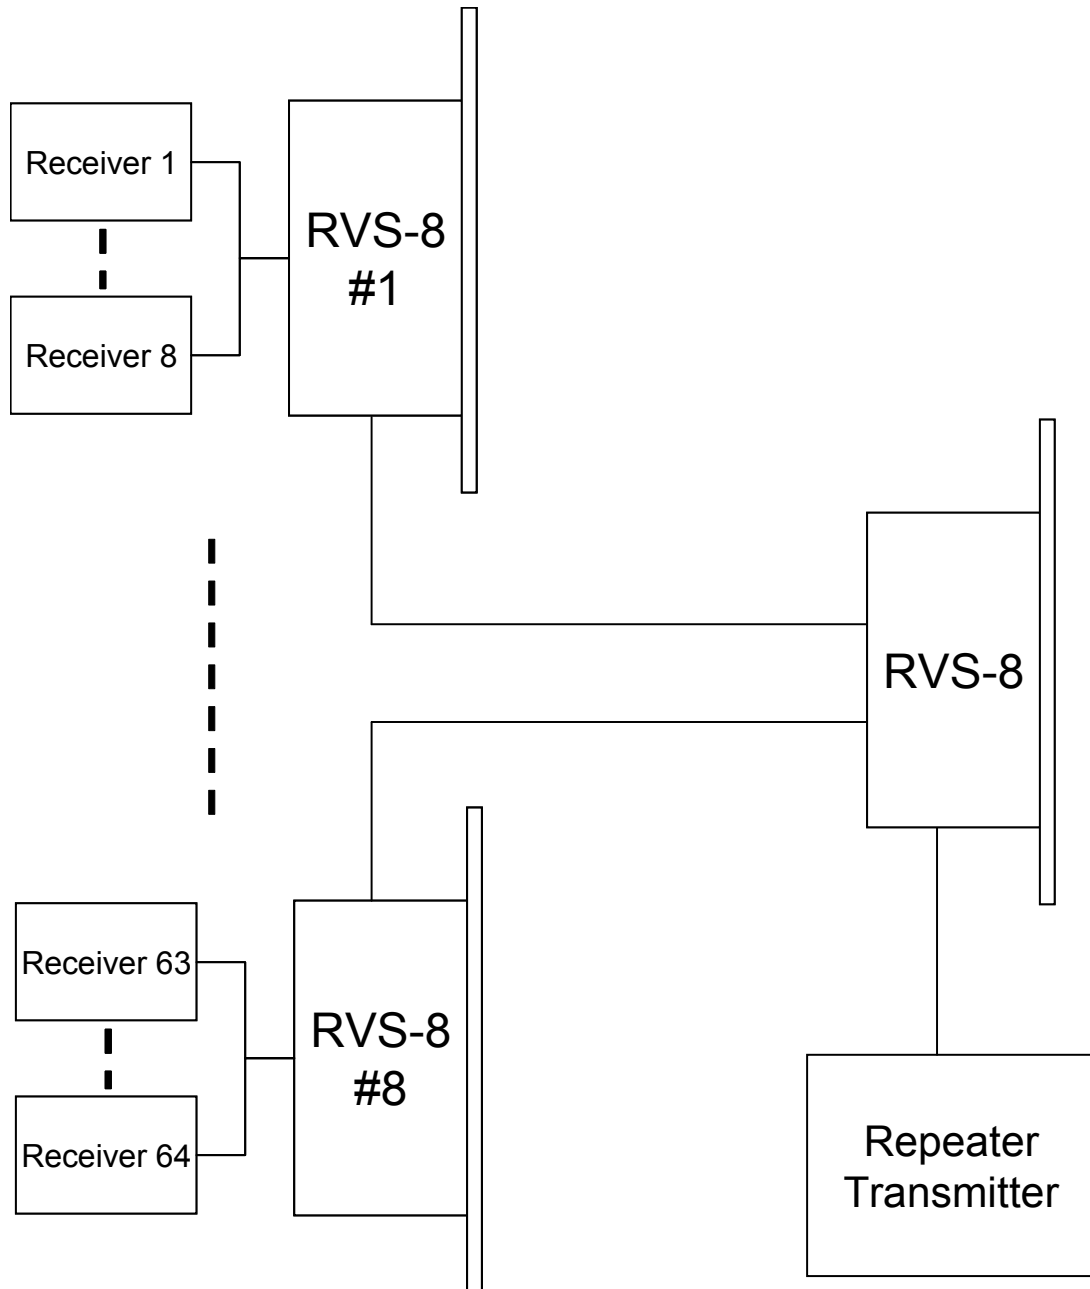 Receiver 1
RVS-8
#1
Receiver 8
RVS-8
Receiver 63
RVS-8
#8
Receiver 64
Repeater
Transmitter